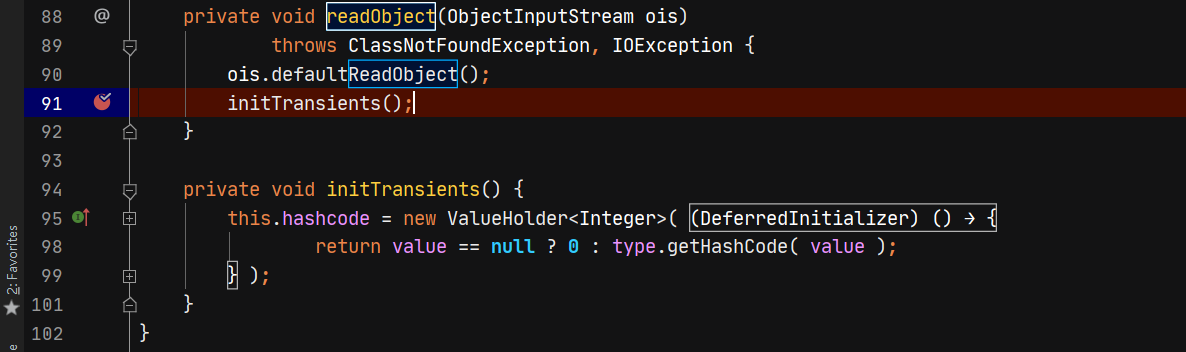 88 @ private void readObject(ObjectInputStream ois)
89 throws ClassNotFoundException, IOException {
90 ois.defaultReadObject();
91 initTransients();
92 }
93
94 private void initTransients() {
95 this.hashcode = new ValueHolder<Integer>( (DeferredInitializer) () → {
98 return value == null ? 0 : type.getHashCode( value );
99 } );
101 }
102 }
2: Favorites
e